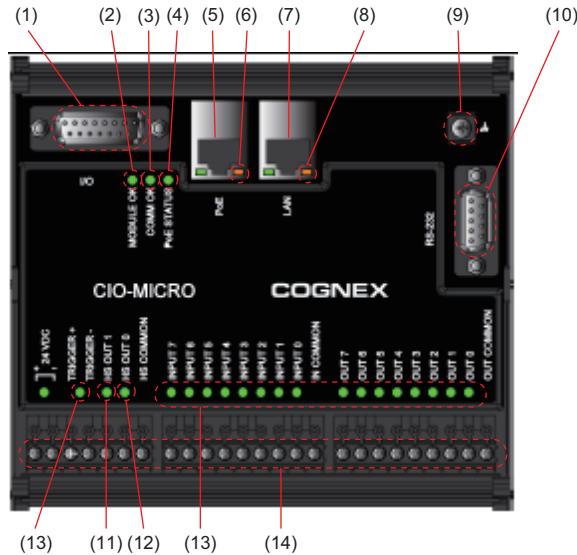 (1) (2) (3) (4) (5) (6) (7) (8) (9) (10)
I/O
MODULE OK
COMM OK
PoE STATUS
PoE
LAN
RS-232
CIO-MICRO COGNEX
+ 24 VDC
-
TRIGGER +
TRIGGER -
HS OUT 1
HS OUT 0
HS COMMON
INPUT 7
INPUT 6
INPUT 5
INPUT 4
INPUT 3
INPUT 2
INPUT 1
INPUT 0
IN COMMON
OUT 7
OUT 6
OUT 5
OUT 4
OUT 3
OUT 2
OUT 1
OUT 0
OUT COMMON
(13) (11) (12) (13) (14)